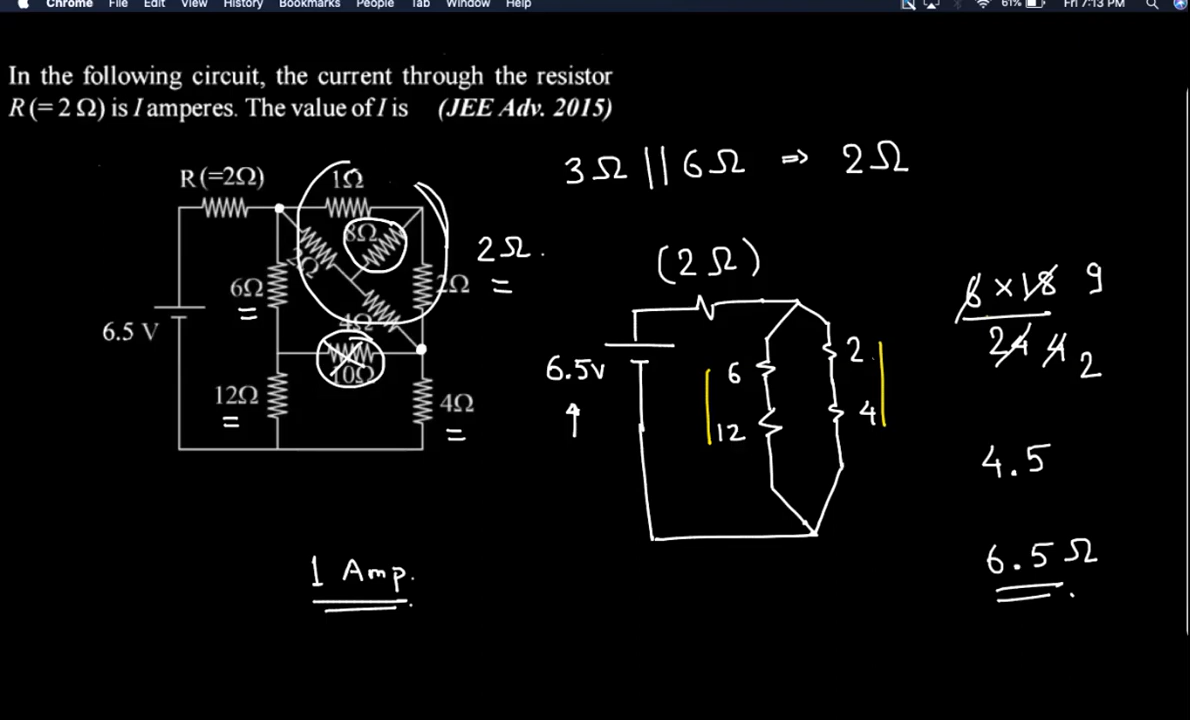 Chrome File Edit View History Bookmarks People Tab Window Help 61% Fri 7:13 PM
In the following circuit, the current through the resistor
R (= 2 Ω) is I amperes. The value of I is (JEE Adv. 2015)
3Ω || 6Ω ⇒ 2Ω
R (=2Ω)
1Ω
8Ω
2Ω
6Ω
2Ω
2Ω.
=
4Ω
10Ω
6.5 V
12Ω
=
4Ω
=
(2Ω)
6.5v
↑
6
12
2
4
6 × 18 9
24 4 2
4.5
6.5Ω
1 Amp.